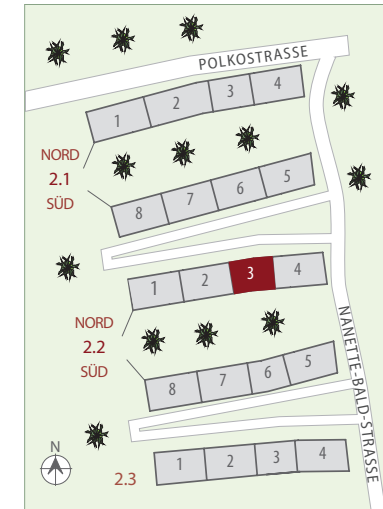 POLKOSTRASSE
1 2 3 4
NORD
2.1
SÜD
8 7 6 5
1 2 3 4
NORD
2.2
SÜD
8 7 6 5
NANETTE-BALD-STRASSE
N
2.3
1 2 3 4